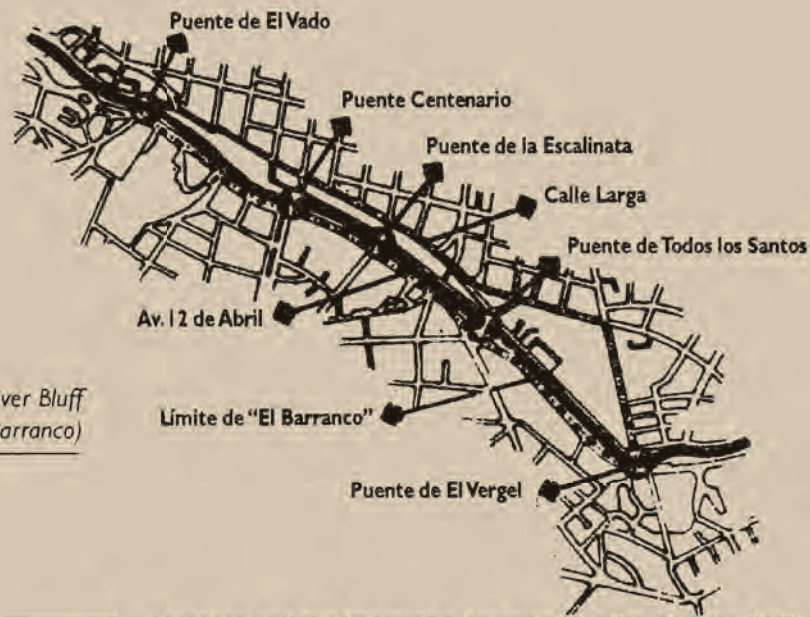 Puente de El Vado
Puente Centenario
Puente de la Escalinata
Calle Larga
Puente de Todos los Santos
Av. 12 de Abril
ver Bluff
arranco)
Límite de "El Barranco"
Puente de El Vergel